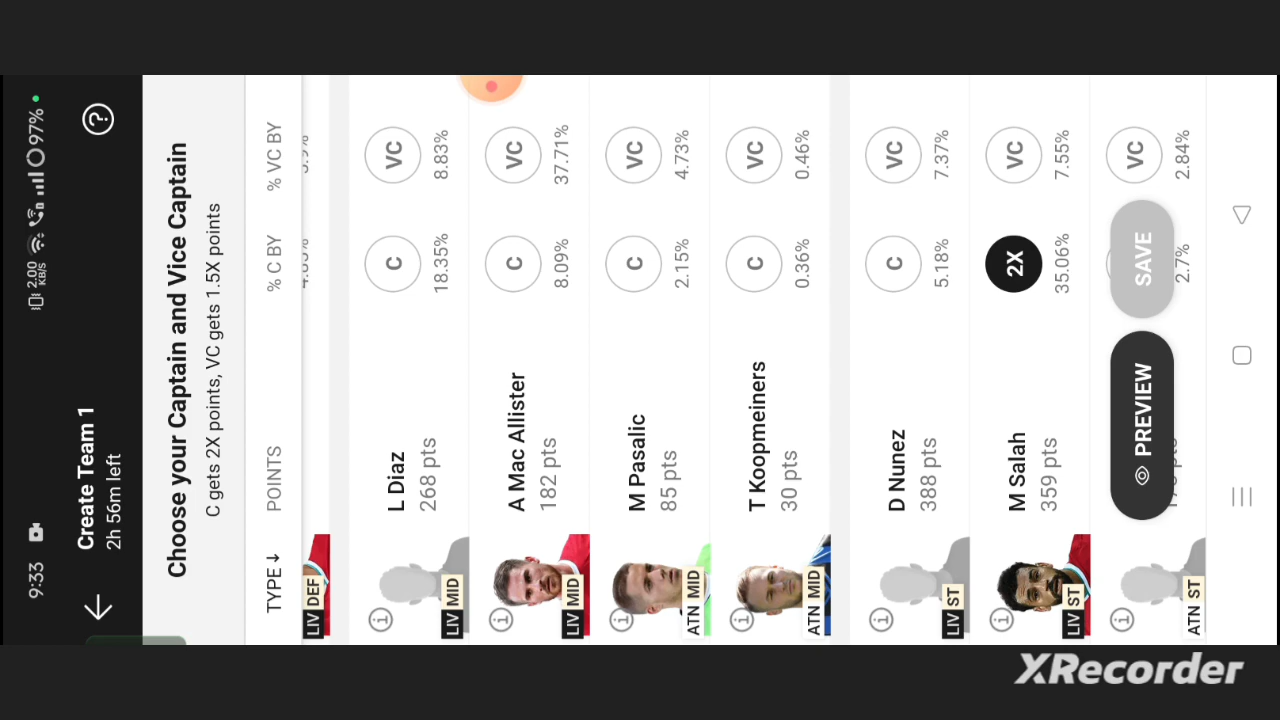 9:33
2.00 KB/S
97%
Create Team 1
2h 56m left
Choose your Captain and Vice Captain
C gets 2X points, VC gets 1.5X points
TYPE ↓ POINTS % C BY % VC BY
LIV DEF
L Diaz
268 pts
C 18.35%
VC 8.83%
LIV MID
A Mac Allister
182 pts
C 8.09%
VC 37.71%
LIV MID
M Pasalic
85 pts
C 2.15%
VC 4.73%
ATN MID
T Koopmeiners
30 pts
C 0.36%
VC 0.46%
ATN MID
D Nunez
388 pts
C 5.18%
VC 7.37%
LIV ST
M Salah
359 pts
2X 35.06%
VC 7.55%
LIV ST
2.7%
VC 2.84%
ATN ST
PREVIEW
SAVE
XRecorder